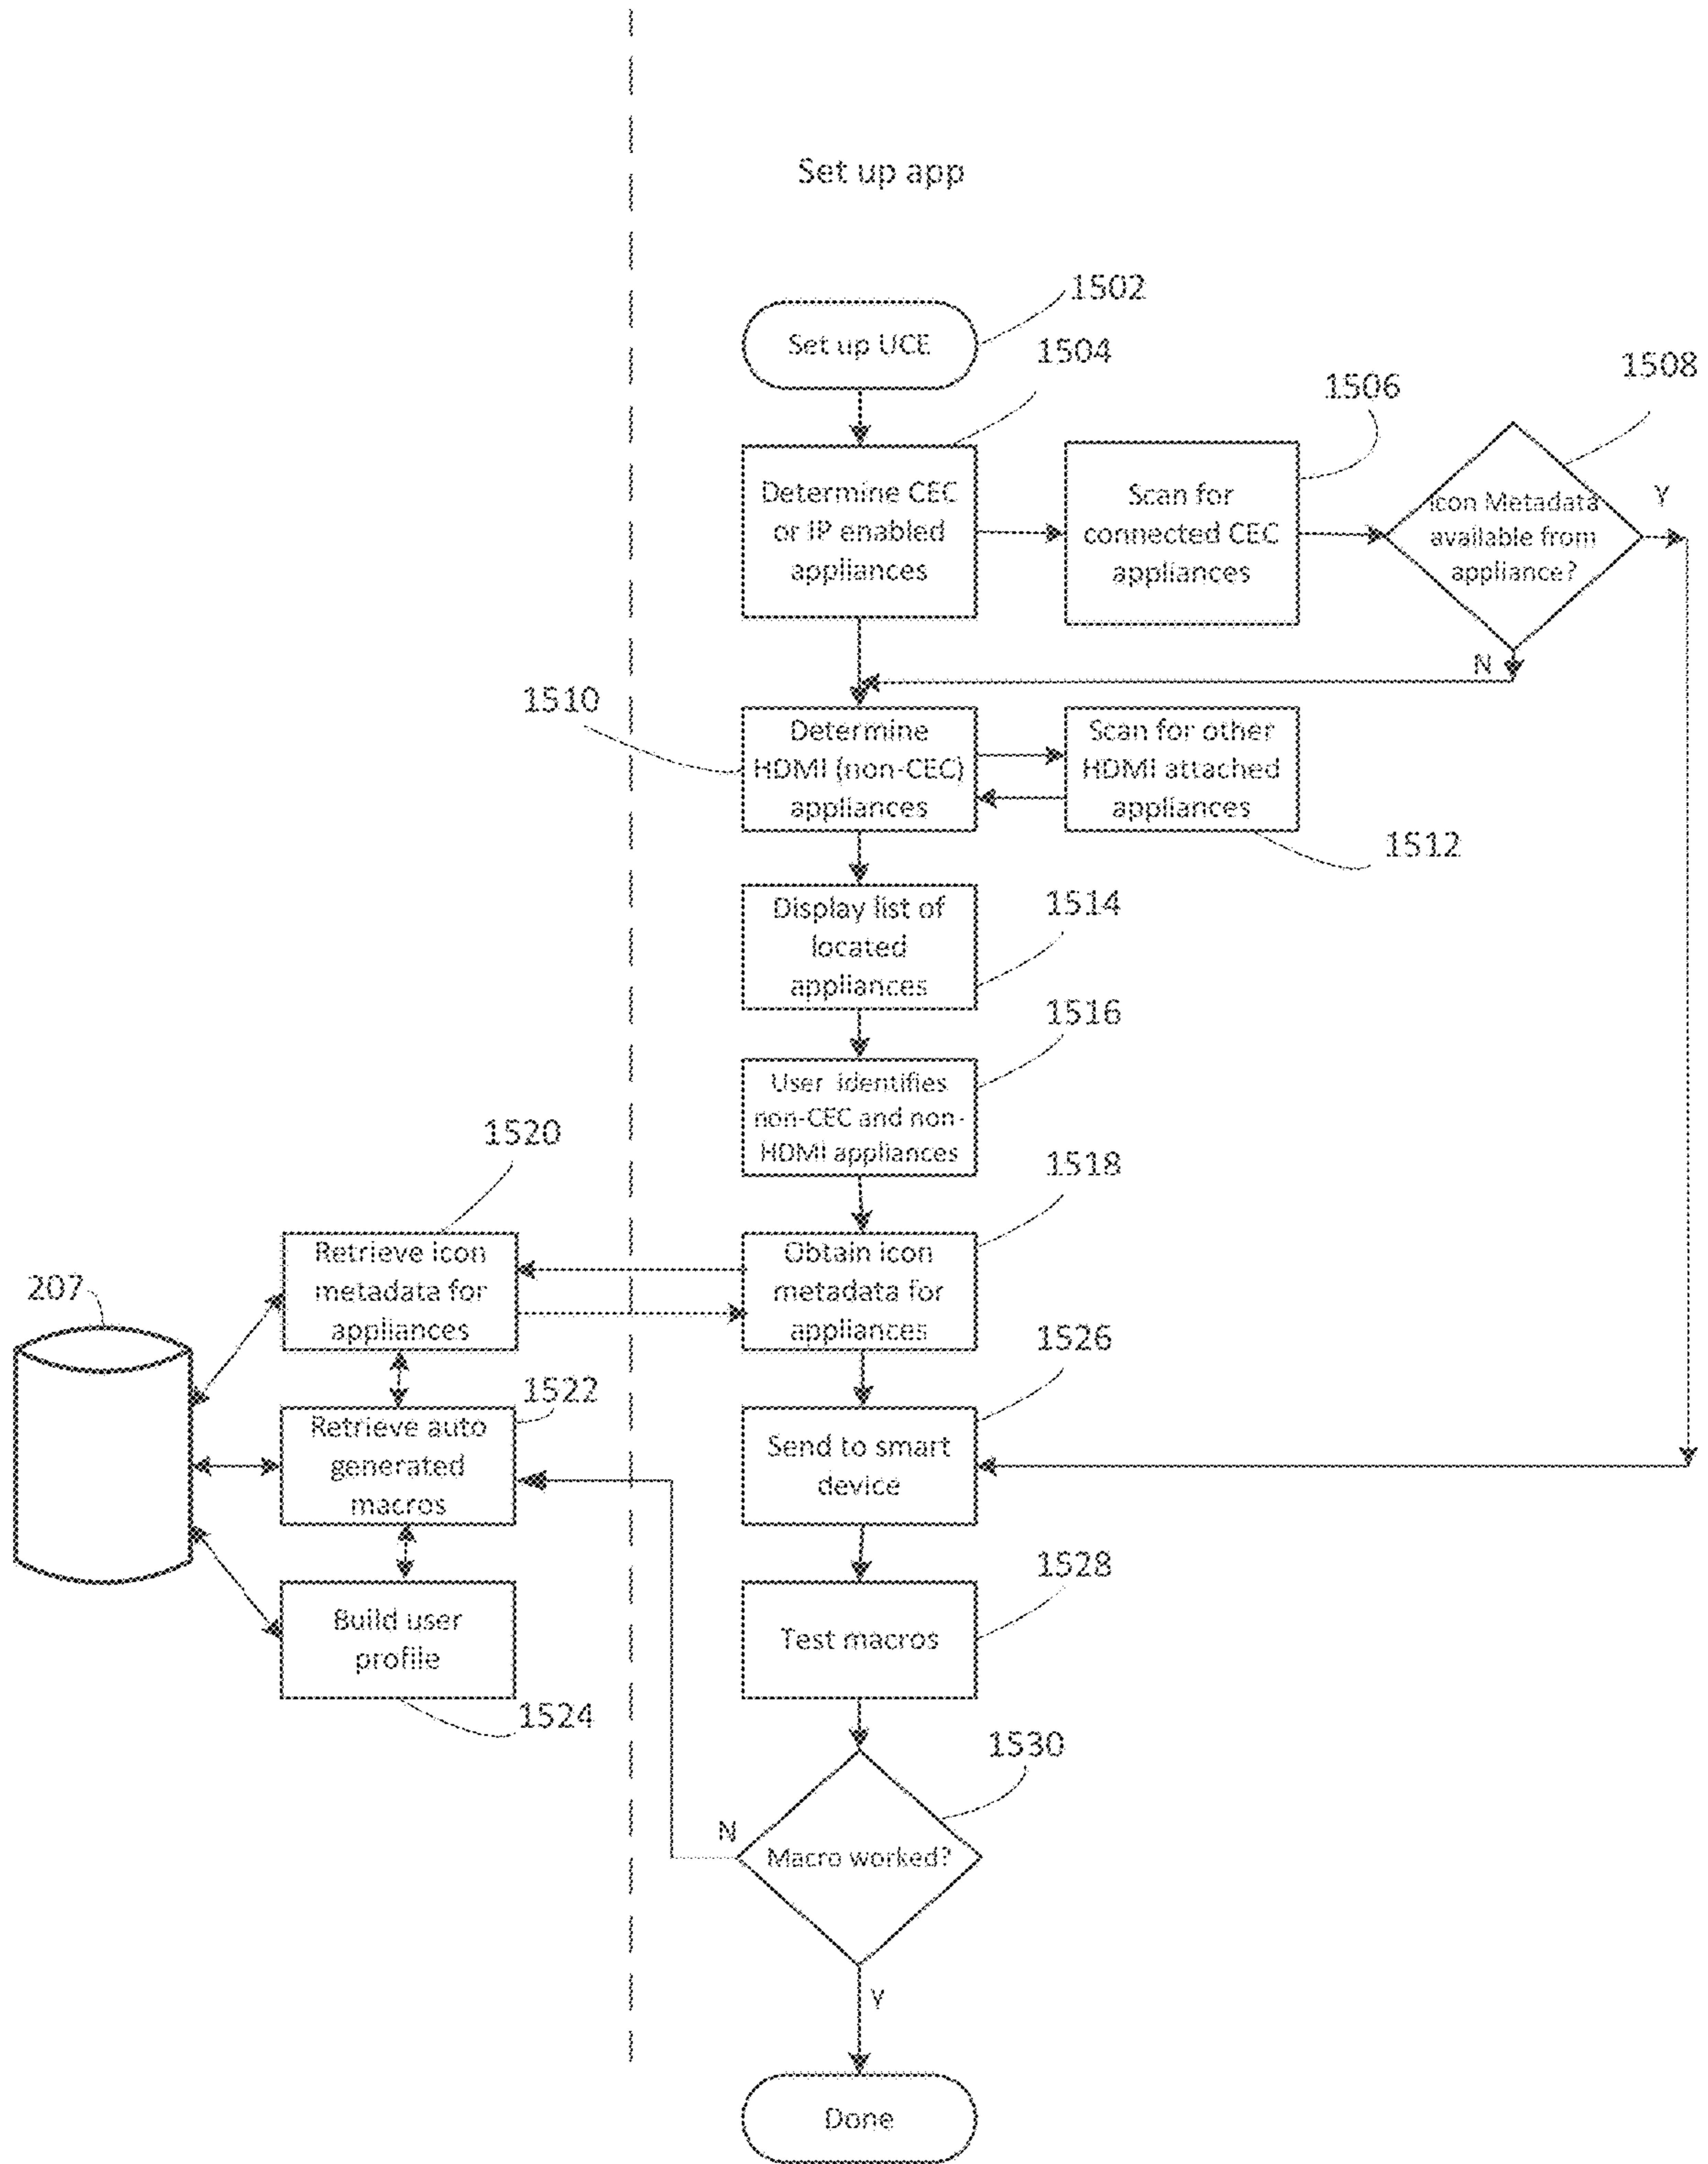 Set up app
1502
Set up UCE
1504
1506
1508
Determine CEC
or IP enabled
appliances
Scan for
connected CEC
appliances
Icon Metadata
available from
appliance?
Y
N
1510
Determine
HDMI (non-CEC)
appliances
Scan for other
HDMI attached
appliances
1512
Display list of
located
appliances
1514
1516
User identifies
non-CEC and non-
HDMI appliances
1520
1518
Retrieve icon
metadata for
appliances
Obtain icon
metadata for
appliances
207
1526
1522
Retrieve auto
generated
macros
Send to smart
device
1528
Build user
profile
Test macros
1524
1530
N
Macro worked?
Y
Done